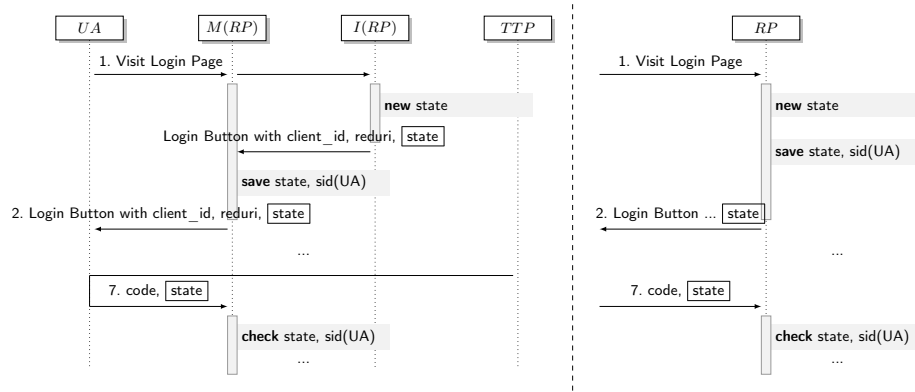 UA M(RP) I(RP) TTP
1. Visit Login Page
new state
Login Button with client_id, reduri, state
save state, sid(UA)
2. Login Button with client_id, reduri, state
...
7. code, state
check state, sid(UA)
...
RP
1. Visit Login Page
new state
save state, sid(UA)
2. Login Button ... state
...
7. code, state
check state, sid(UA)
...